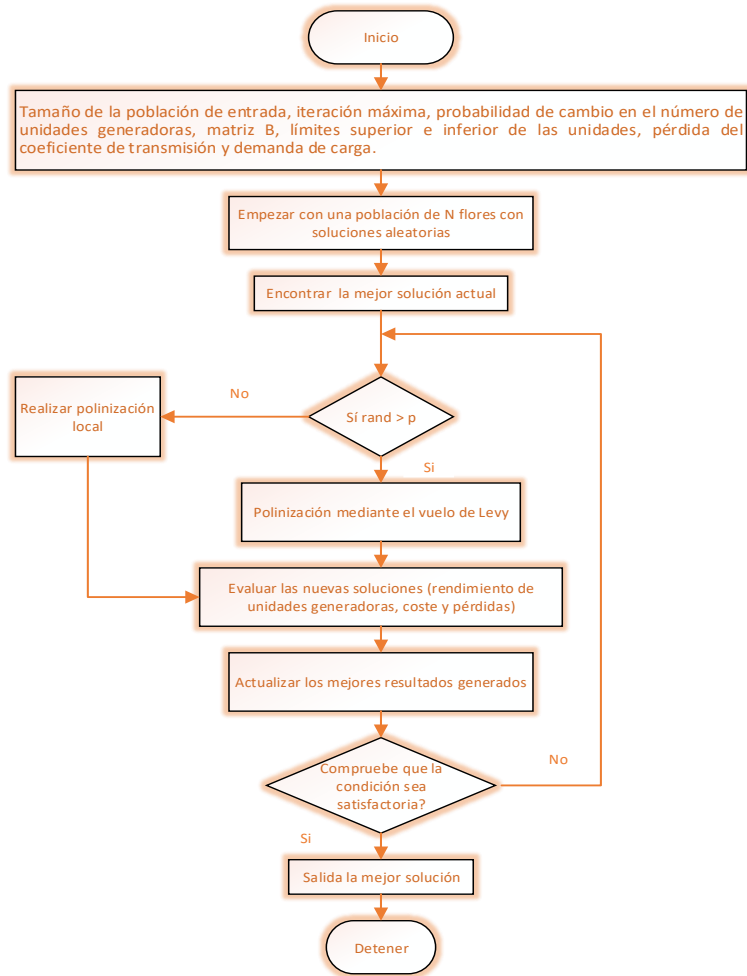 Inicio
Tamaño de la población de entrada, iteración máxima, probabilidad de cambio en el número de
unidades generadoras, matriz B, límites superior e inferior de las unidades, pérdida del
coeficiente de transmisión y demanda de carga.
Empezar con una población de N flores con
soluciones aleatorias
Encontrar la mejor solución actual
No
Realizar polinización
local
Sí rand > p
Si
Polinización mediante el vuelo de Levy
Evaluar las nuevas soluciones (rendimiento de
unidades generadoras, coste y pérdidas)
Actualizar los mejores resultados generados
Compruebe que la
condición sea
satisfactoria?
No
Si
Salida la mejor solución
Detener